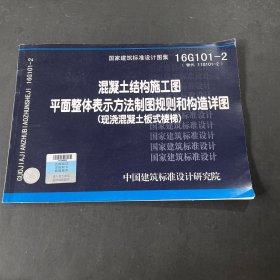 国家建筑标准设计图集 16G101-2
（替代 11G101-2）
混凝土结构施工图
平面整体表示方法制图规则和构造详图
（现浇混凝土板式楼梯）
国家建筑标准设计
国家建筑标准设计
国家建筑标准设计
国家建筑标准设计
中国建筑标准设计研究院
GUOJIAJIANZHUBIAOZHUNSHEJI 16G101-2